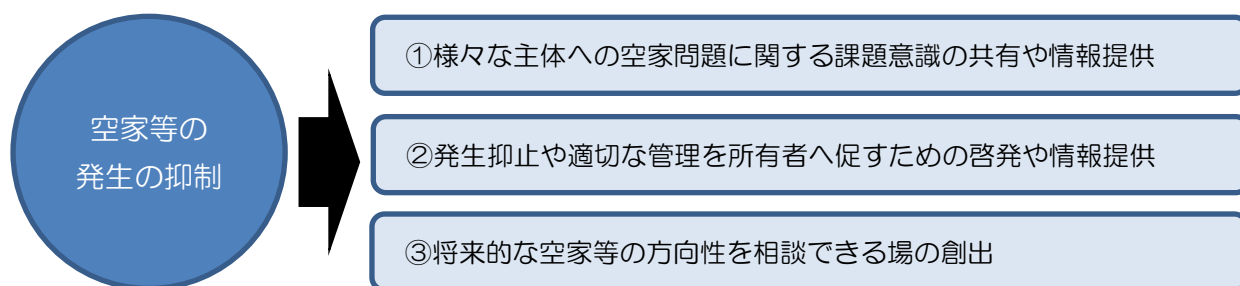 空家等の
発生の抑制
①様々な主体への空家問題に関する課題意識の共有や情報提供
②発生抑止や適切な管理を所有者へ促すための啓発や情報提供
③将来的な空家等の方向性を相談できる場の創出